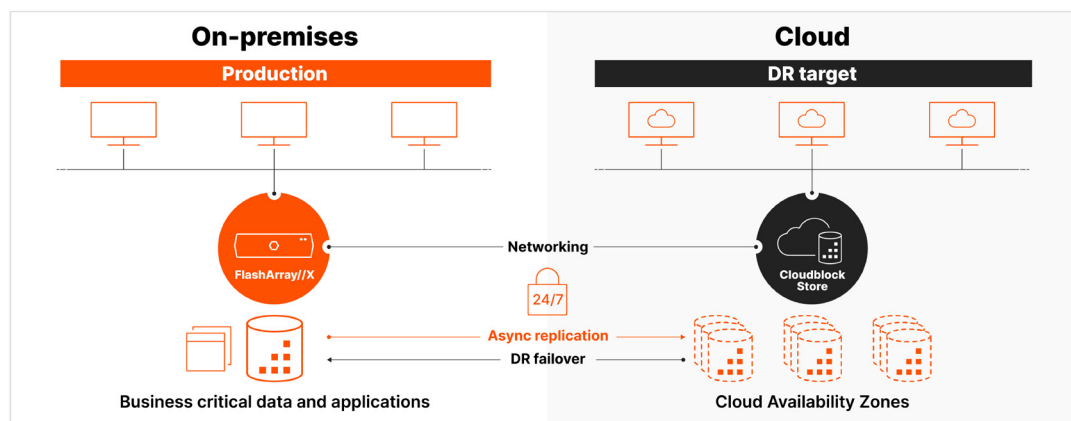 On-premises
Cloud
Production
DR target
FlashArray//X
Networking
Cloudblock
Store
24/7
Async replication
DR failover
Business critical data and applications
Cloud Availability Zones